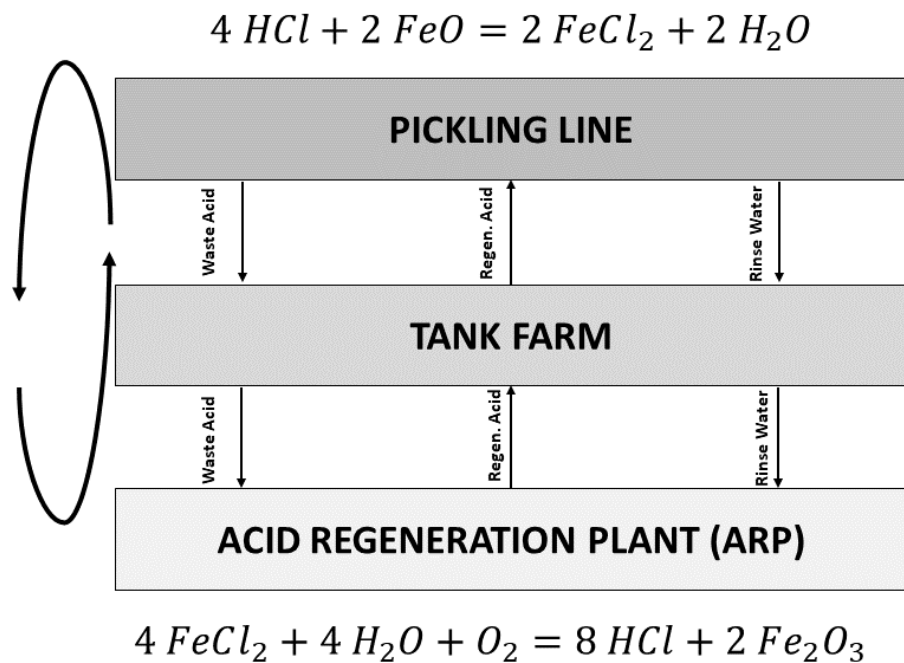 4 HCl + 2 FeO = 2 FeCl₂ + 2 H₂O
PICKLING LINE
Waste Acid
Regen. Acid
Rinse Water
TANK FARM
Waste Acid
Regen. Acid
Rinse Water
ACID REGENERATION PLANT (ARP)
4 FeCl₂ + 4 H₂O + O₂ = 8 HCl + 2 Fe₂O₃